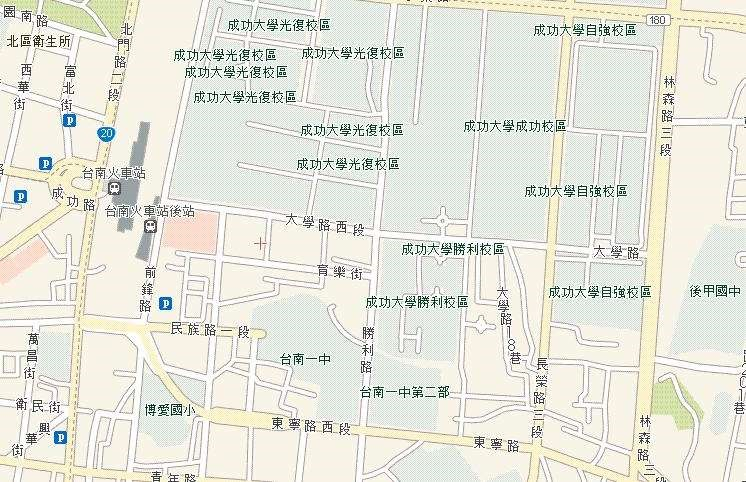 東寧路
園南路
成功大學光復校區
180
成功大學自強校區
北區衛生所
北門路二段
成功大學光復校區
成功大學光復校區
成功大學光復校區
西華街
富北街
成功大學光復校區
林森路三段
P
20
成功大學光復校區
成功大學成功校區
P
成功大學光復校區
台南火車站
成功路
P
成功大學自強校區
台南火車站後站
大學路西段
成功大學勝利校區
大學路
前鋒路
育樂街
P
成功大學勝利校區
大學路18巷
成功大學自強校區
後甲國中
民族路一段
勝利路
萬昌街
台南一中
長榮路三段
台南一中第二部
衛民街
博愛國小
東寧路西段
東寧路
林森路三段
P
青年路